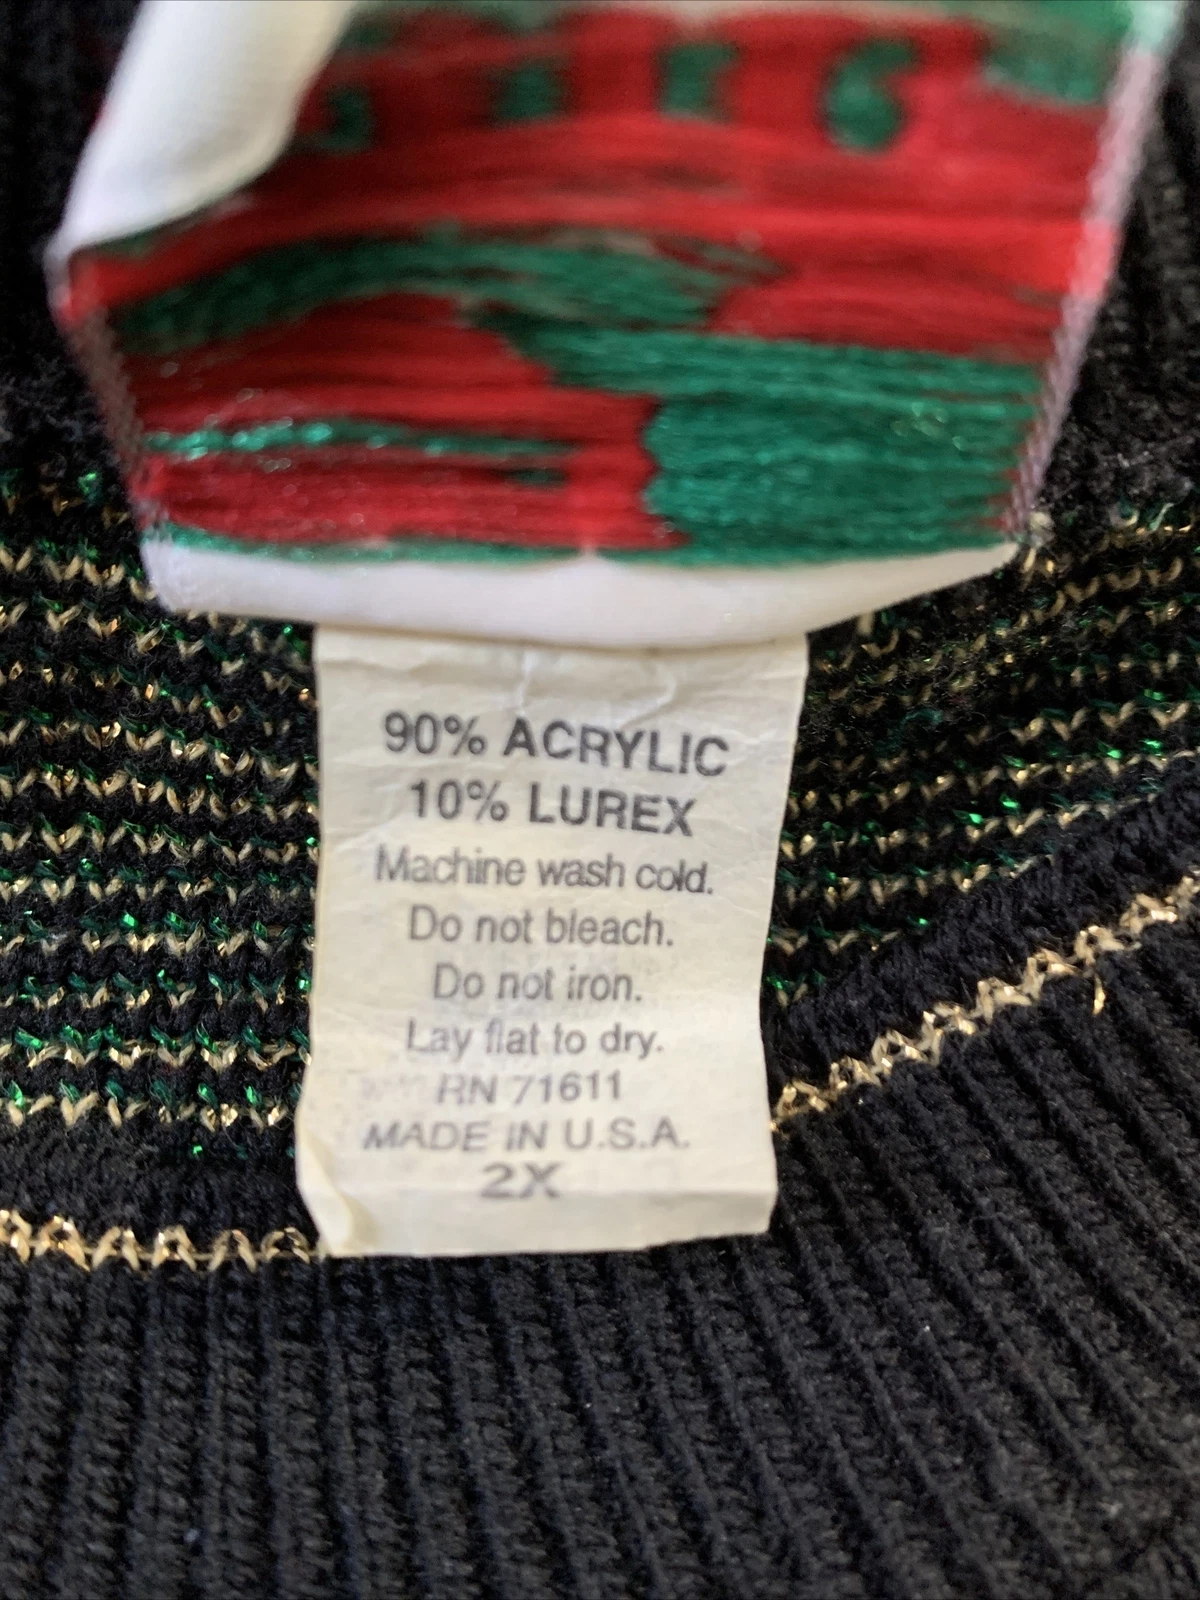 90% ACRYLIC
10% LUREX
Machine wash cold.
Do not bleach.
Do not iron.
Lay flat to dry.
RN 71611
MADE IN U.S.A.
2X